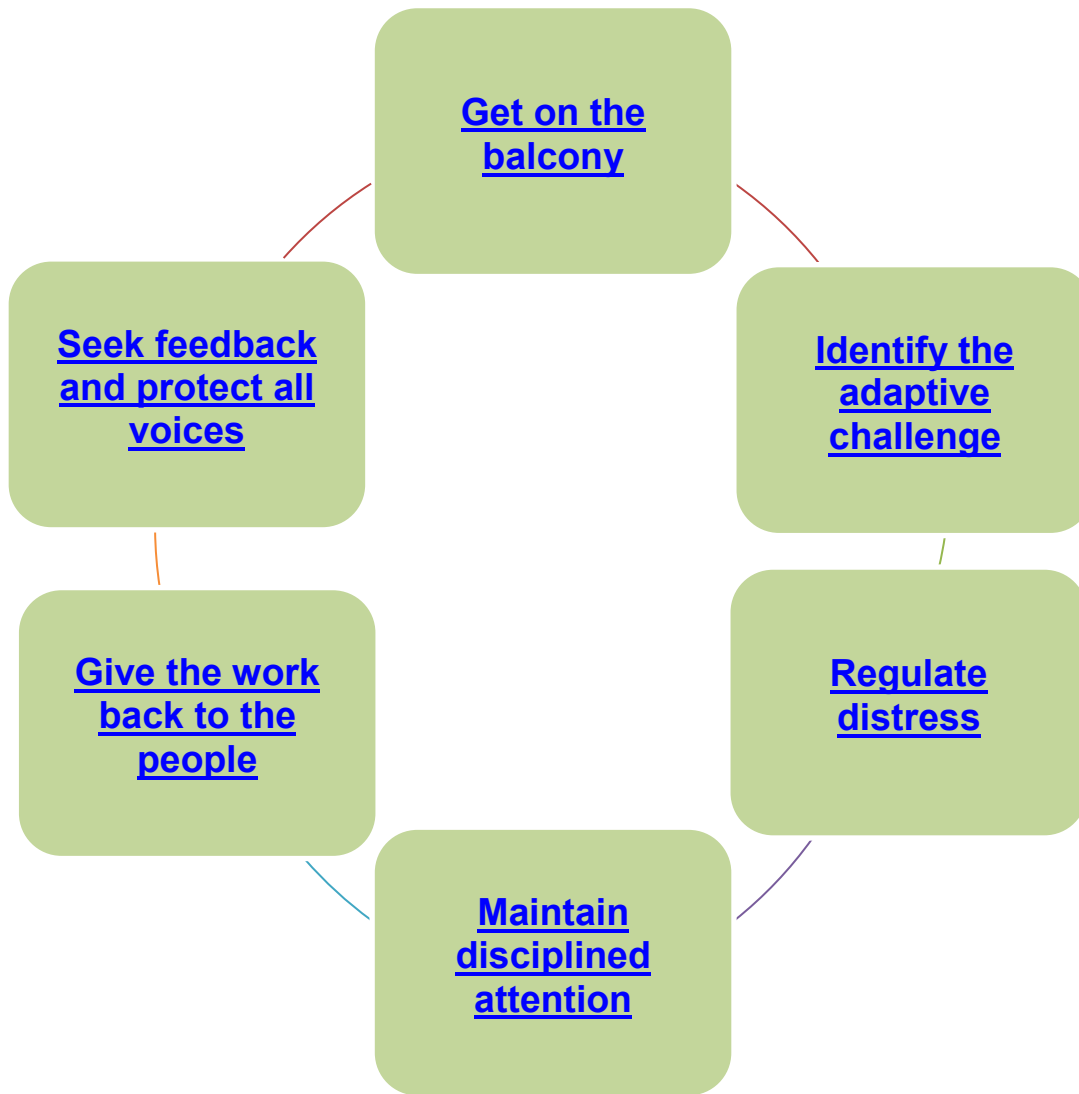 Get on the
balcony
Identify the
adaptive
challenge
Regulate
distress
Maintain
disciplined
attention
Give the work
back to the
people
Seek feedback
and protect all
voices